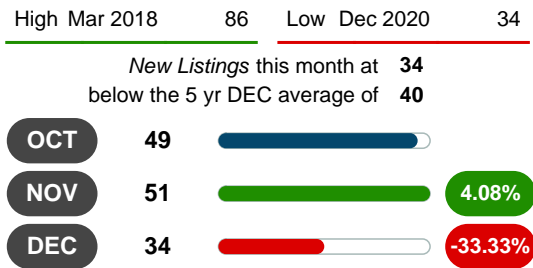 High Mar 2018 86 Low Dec 2020 34
New Listings this month at 34
below the 5 yr DEC average of 40
OCT 49
NOV 51 4.08%
DEC 34 -33.33%